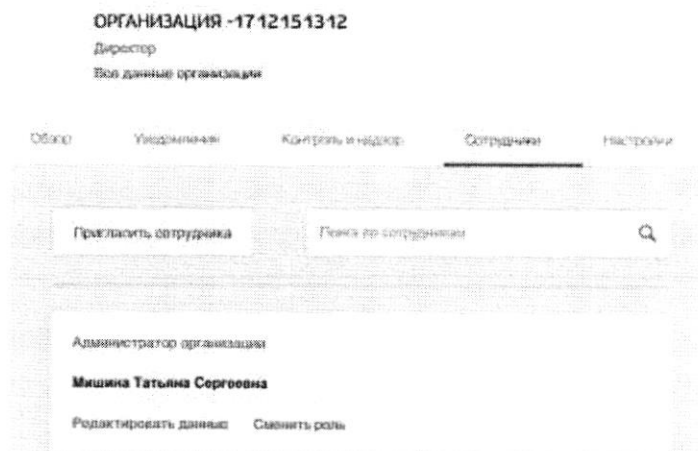 ОРГАНИЗАЦИЯ -1712151312
Директор
Все данные организации
Обзор Уведомления Контроль и надзор Сотрудники Настройки
Пригласить сотрудника Поиск по сотрудникам
Администратор организации
Мишина Татьяна Сергеевна
Редактировать данные Сменить роль